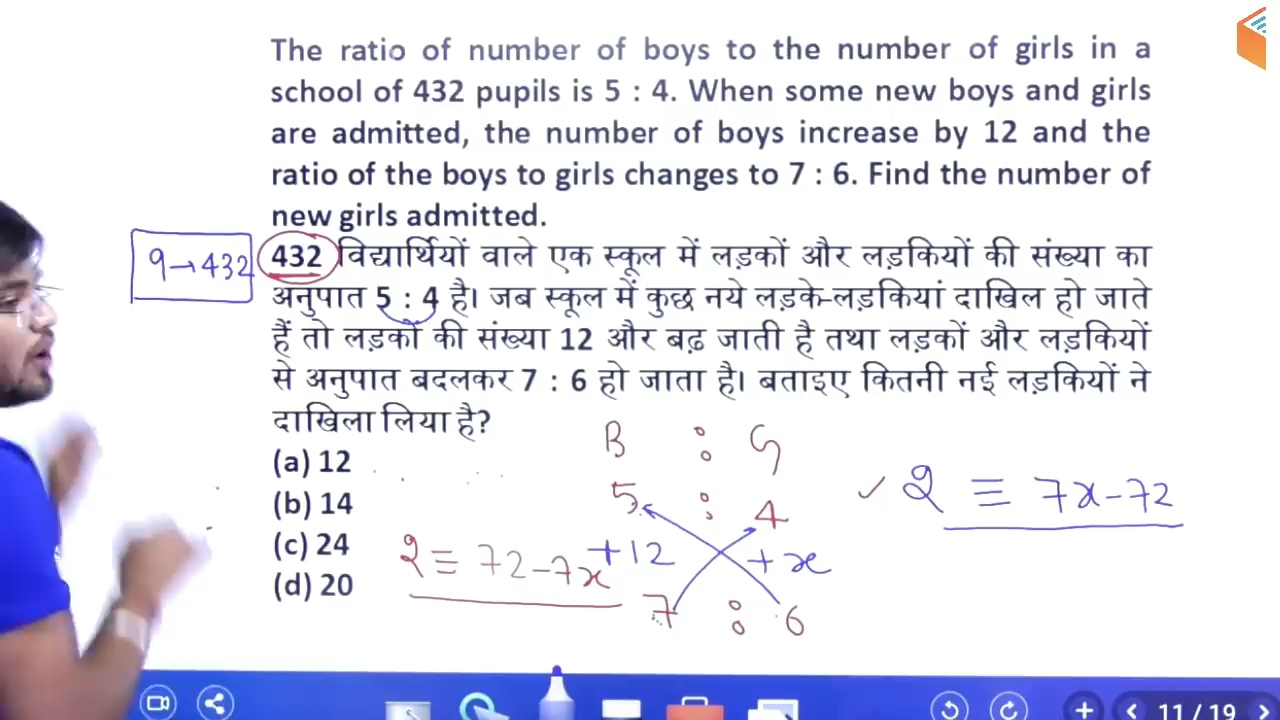 The ratio of number of boys to the number of girls in a
school of 432 pupils is 5 : 4. When some new boys and girls
are admitted, the number of boys increase by 12 and the
ratio of the boys to girls changes to 7 : 6. Find the number of
new girls admitted.
9→432
432 विद्यार्थियों वाले एक स्कूल में लड़कों और लड़कियों की संख्या का
अनुपात 5 : 4 है। जब स्कूल में कुछ नये लड़के-लड़कियां दाखिल हो जाते
हैं तो लड़कों की संख्या 12 और बढ़ जाती है तथा लड़कों और लड़कियों
से अनुपात बदलकर 7 : 6 हो जाता है। बताइए कितनी नई लड़कियों ने
दाखिला लिया है?
B : G
(a) 12
5 : 4
✓ 2 ≡ 7x-72
(b) 14
(c) 24
2 ≡ 72-7x
+12 +x
(d) 20
7 : 6
11 / 19